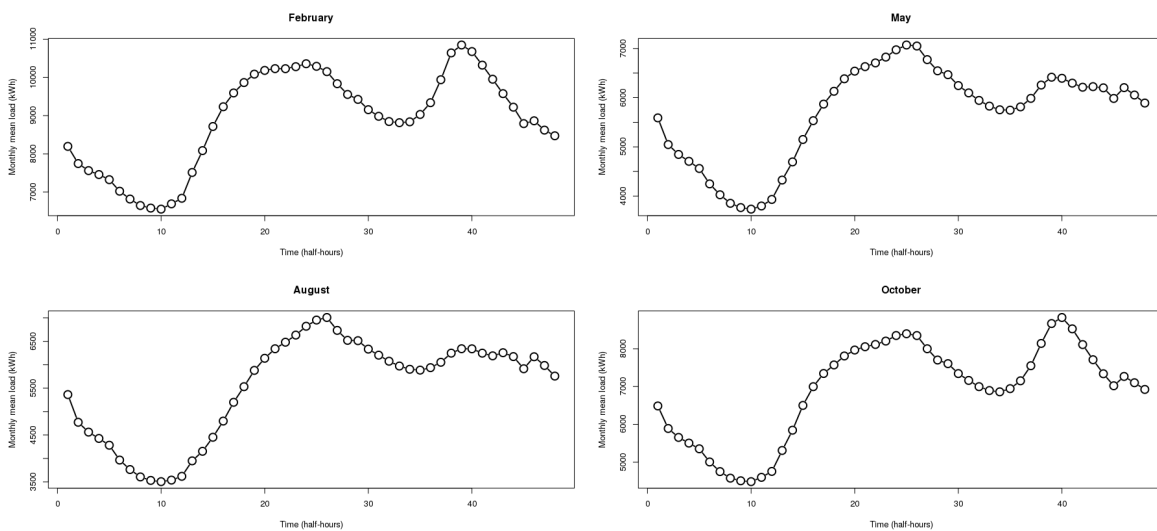 February
Monthly mean load (kWh)
7000 8000 9000 10000 11000
0 10 20 30 40
Time (half-hours)
May
Monthly mean load (kWh)
4000 5000 6000 7000
0 10 20 30 40
Time (half-hours)
August
Monthly mean load (kWh)
3500 4500 5500 6500
0 10 20 30 40
Time (half-hours)
October
Monthly mean load (kWh)
5000 6000 7000 8000
0 10 20 30 40
Time (half-hours)